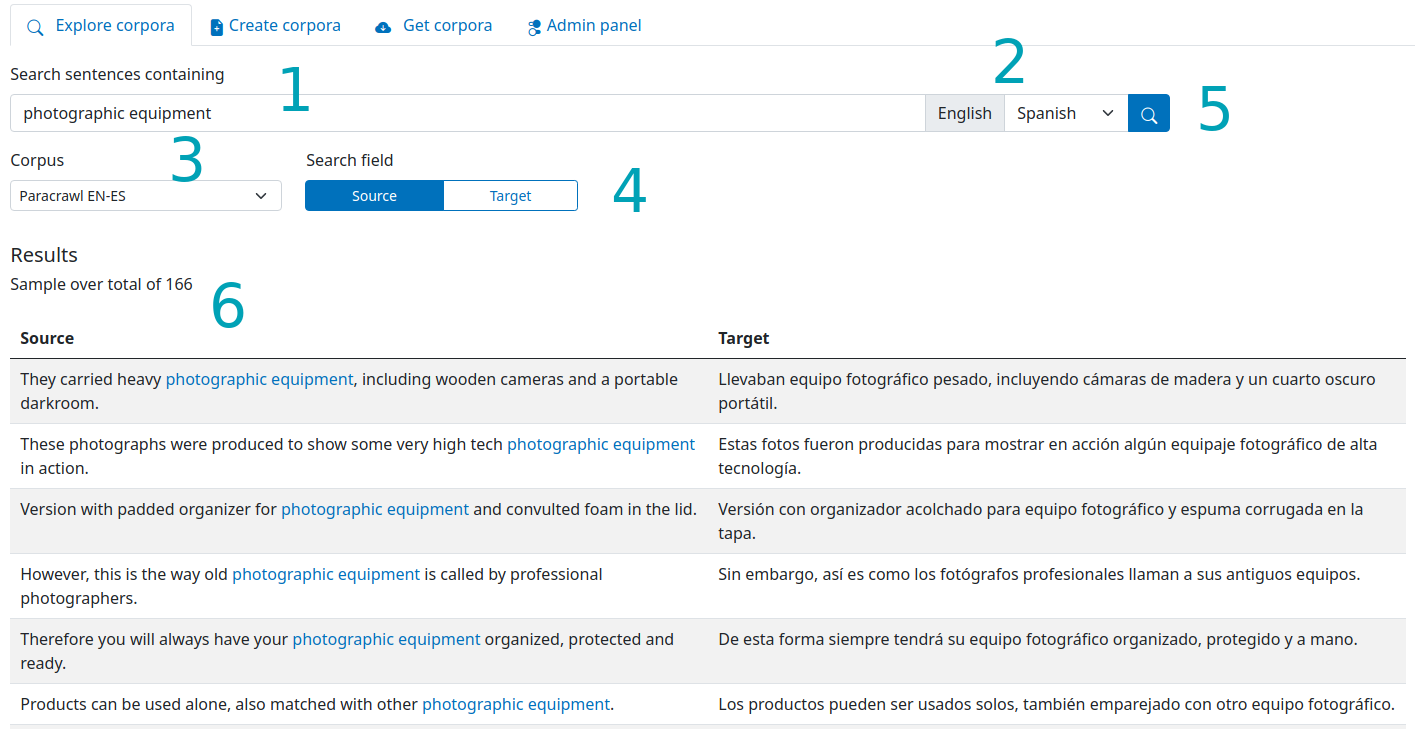 Explore corpora Create corpora Get corpora Admin panel
Search sentences containing
1
2
photographic equipment English Spanish
5
Corpus Search field
3
4
Paracrawl EN-ES Source Target
Results
Sample over total of 166
6
Source Target
They carried heavy photographic equipment, including wooden cameras and a portable
darkroom.
Llevaban equipo fotográfico pesado, incluyendo cámaras de madera y un cuarto oscuro
portátil.
These photographs were produced to show some very high tech photographic equipment
in action.
Estas fotos fueron producidas para mostrar en acción algún equipaje fotográfico de alta
tecnología.
Version with padded organizer for photographic equipment and convulted foam in the lid.
Versión con organizador acolchado para equipo fotográfico y espuma corrugada en la
tapa.
However, this is the way old photographic equipment is called by professional
photographers.
Sin embargo, así es como los fotógrafos profesionales llaman a sus antiguos equipos.
Therefore you will always have your photographic equipment organized, protected and
ready.
De esta forma siempre tendrá su equipo fotográfico organizado, protegido y a mano.
Products can be used alone, also matched with other photographic equipment.
Los productos pueden ser usados solos, también emparejado con otro equipo fotográfico.